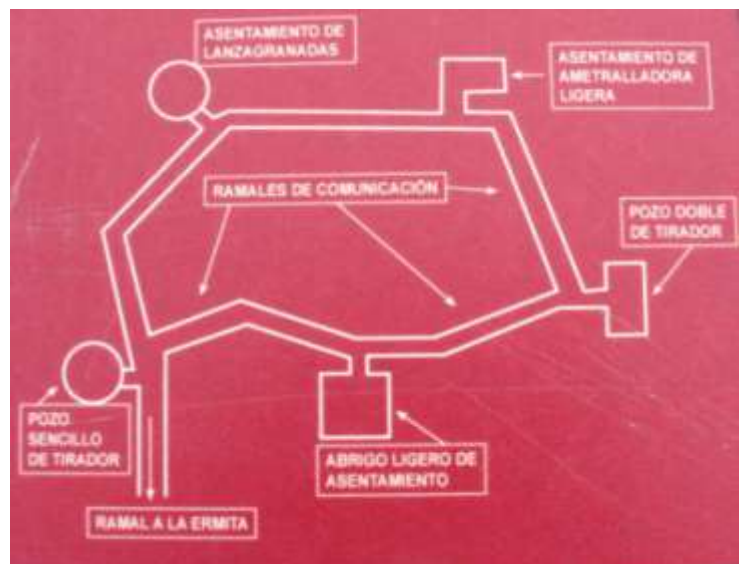 ASENTAMIENTO DE
LANZAGRANADAS
ASENTAMIENTO DE
AMETRALLADORA
LIGERA
RAMALES DE COMUNICACIÓN
POZO DOBLE
DE TIRADOR
POZO
SENCILLO
DE TIRADOR
ABRIGO LIGERO DE
ASENTAMIENTO
RAMAL A LA ERMITA